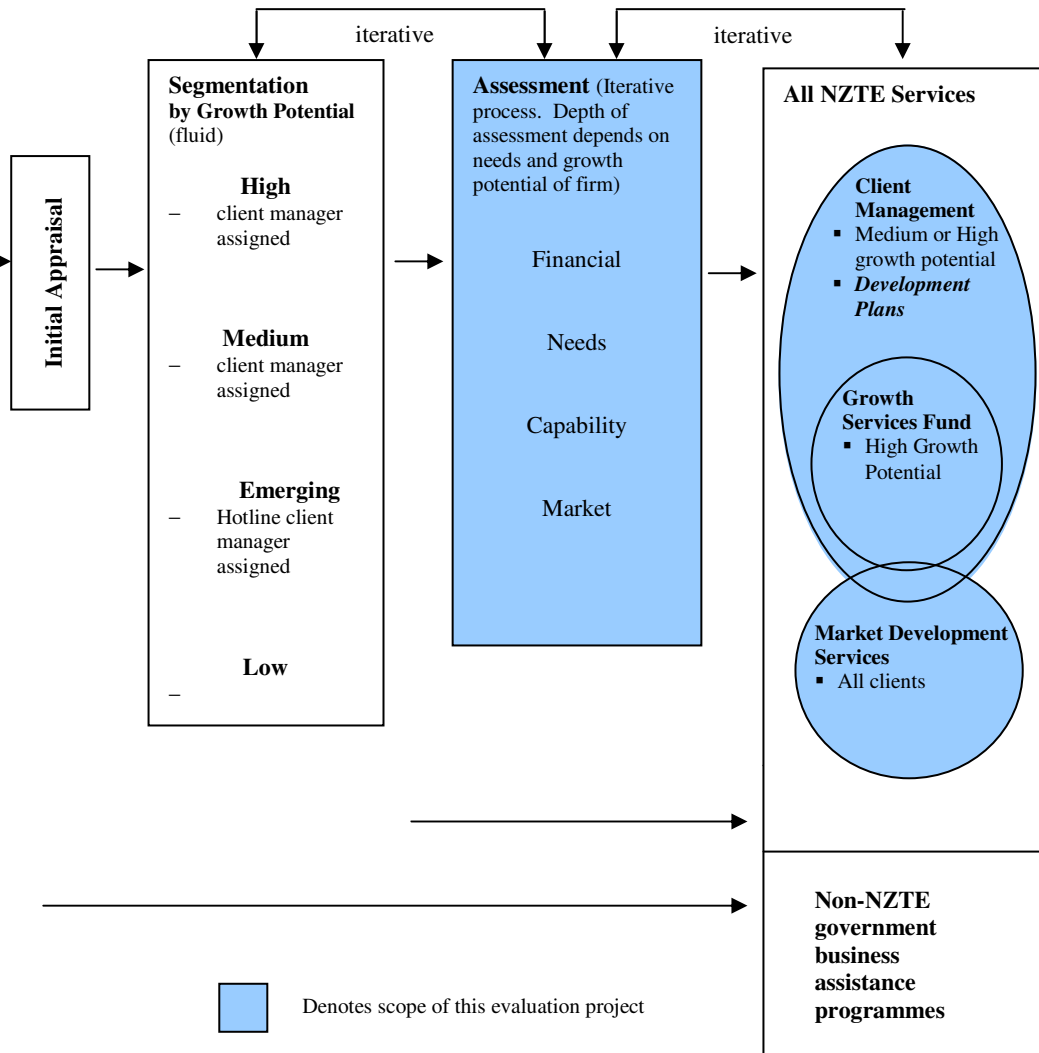 iterative
iterative
Initial Appraisal
Segmentation
by Growth Potential
(fluid)
High
– client manager
assigned
Medium
– client manager
assigned
Emerging
– Hotline client
manager
assigned
Low
–
Assessment (Iterative
process. Depth of
assessment depends on
needs and growth
potential of firm)
Financial
Needs
Capability
Market
All NZTE Services
Client
Management
▪ Medium or High
growth potential
▪ Development
Plans
Growth
Services Fund
▪ High Growth
Potential
Market Development
Services
▪ All clients
Non-NZTE
government
business
assistance
programmes
Denotes scope of this evaluation project